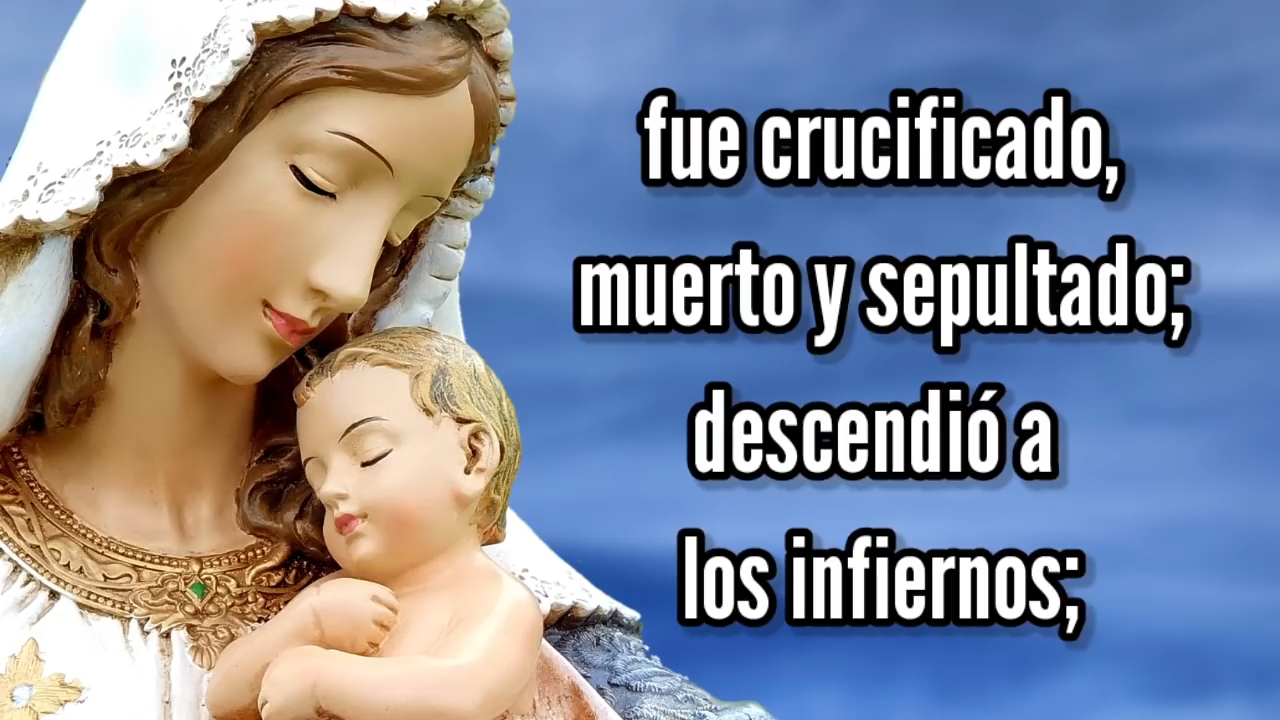 fue crucificado,
muerto y sepultado;
descendió a
los infiernos;